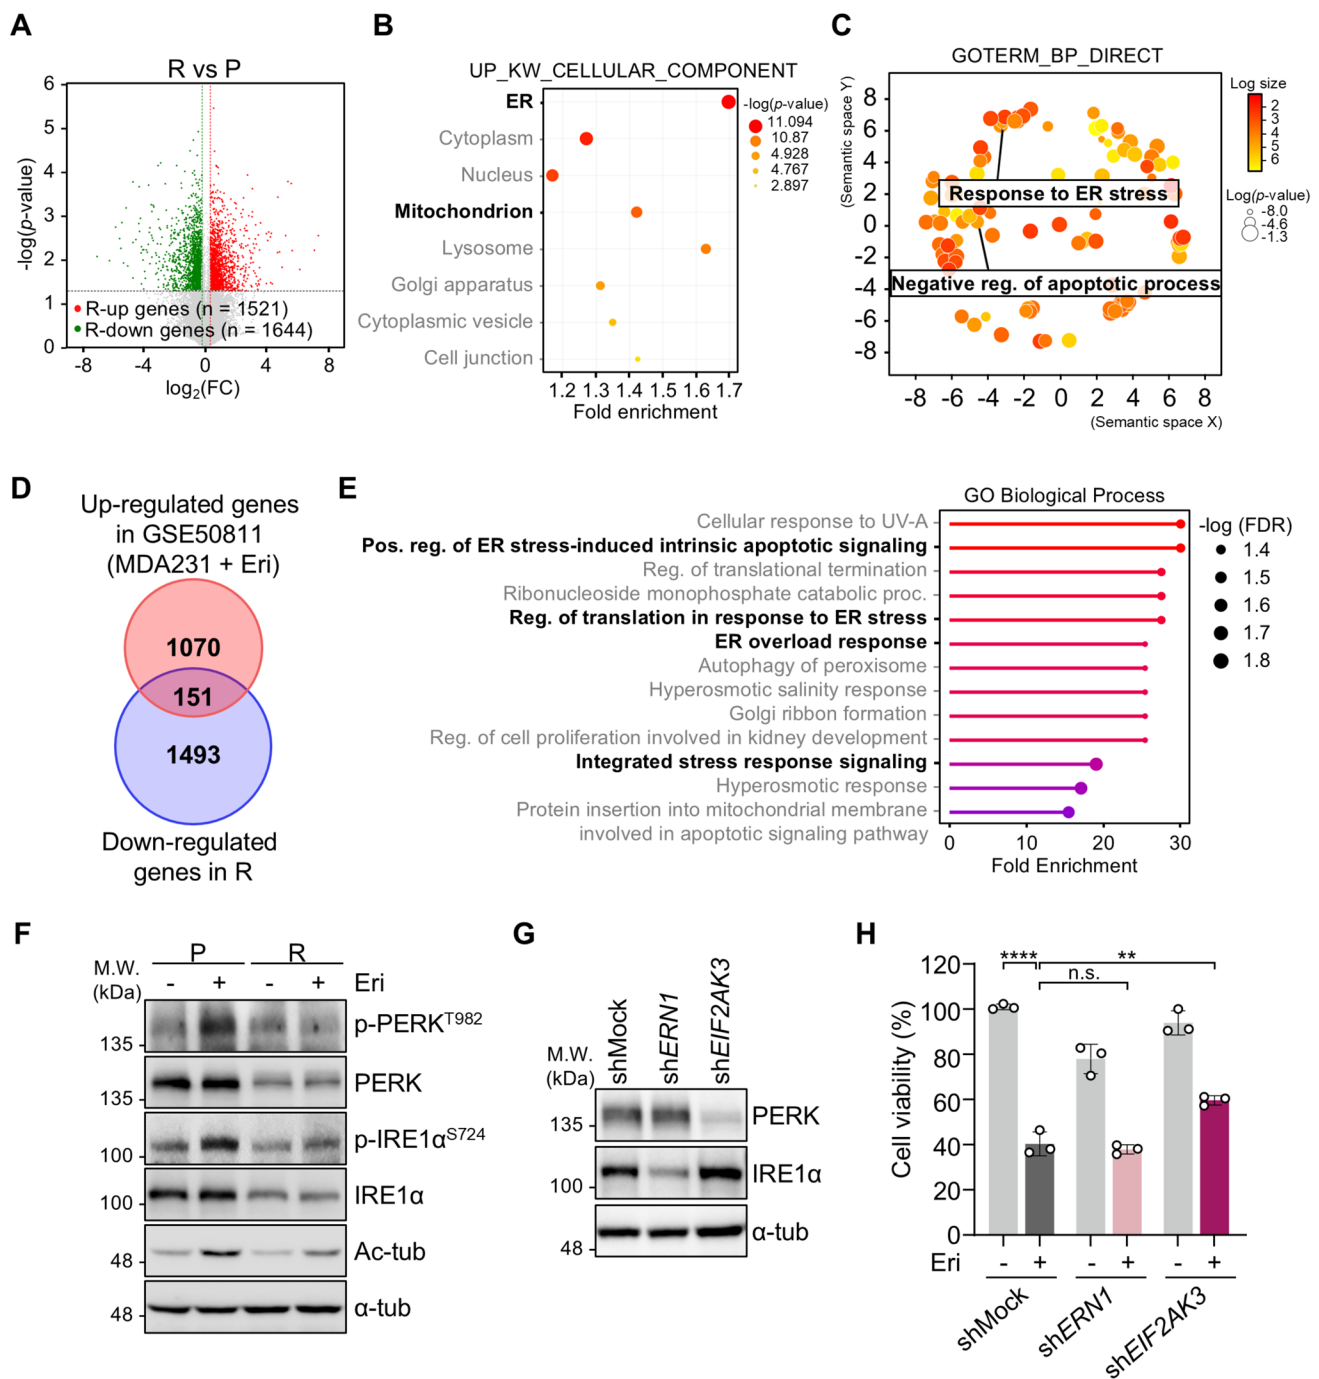 A
R vs P
-log(p-value)
6
5
4
3
2
1
0
R-up genes (n = 1521)
R-down genes (n = 1644)
-8
-4
0
4
8
log2(FC)
B
UP_KW_CELLULAR_COMPONENT
ER
Cytoplasm
Nucleus
Mitochondrion
Lysosome
Golgi apparatus
Cytoplasmic vesicle
Cell junction
1.2 1.3 1.4 1.5 1.6 1.7
Fold enrichment
-log(p-value)
11.094
10.87
4.928
4.767
2.897
C
GOTERM_BP_DIRECT
(Semantic space Y)
8
6
4
2
0
-2
-4
-6
-8
Response to ER stress
Negative reg. of apoptotic process
-8 -6 -4 -2 0 2 4 6 8
(Semantic space X)
Log size
2
3
4
5
6
Log(p-value)
-8.0
-4.6
-1.3
D
Up-regulated genes
in GSE50811
(MDA231 + Eri)
1070
151
1493
Down-regulated
genes in R
E
GO Biological Process
Cellular response to UV-A
Pos. reg. of ER stress-induced intrinsic apoptotic signaling
Reg. of translational termination
Ribonucleoside monophosphate catabolic proc.
Reg. of translation in response to ER stress
ER overload response
Autophagy of peroxisome
Hyperosmotic salinity response
Golgi ribbon formation
Reg. of cell proliferation involved in kidney development
Integrated stress response signaling
Hyperosmotic response
Protein insertion into mitochondrial membrane
involved in apoptotic signaling pathway
0 10 20 30
Fold Enrichment
-log (FDR)
1.4
1.5
1.6
1.7
1.8
F
P R
M.W.
(kDa)
- + - + Eri
p-PERKT982
135
PERK
135
p-IRE1αS724
100
IRE1α
100
Ac-tub
48
α-tub
48
G
shMock
shERN1
shEIF2AK3
M.W.
(kDa)
PERK
135
IRE1α
100
α-tub
48
H
**** **
n.s.
Cell viability (%)
120
100
80
60
40
20
0
Eri - + - + - +
shMock
shERN1
shEIF2AK3